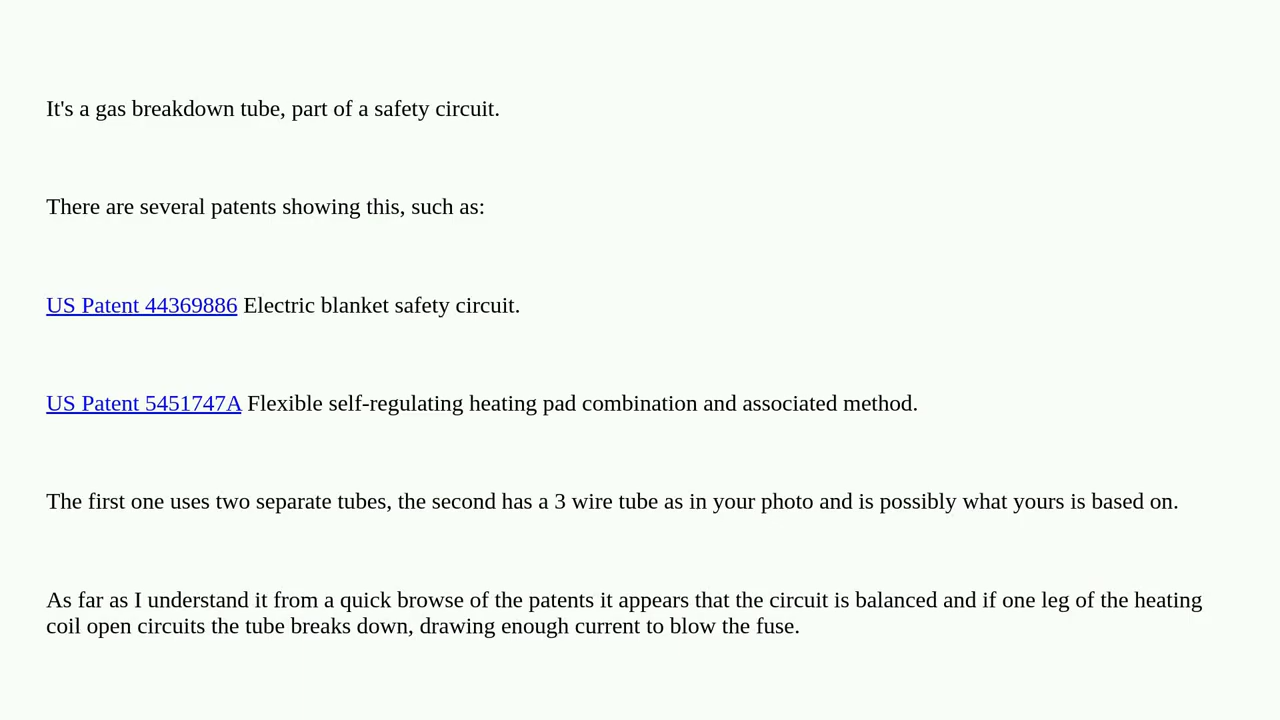 It's a gas breakdown tube, part of a safety circuit.
There are several patents showing this, such as:
US Patent 44369886 Electric blanket safety circuit.
US Patent 5451747A Flexible self-regulating heating pad combination and associated method.
The first one uses two separate tubes, the second has a 3 wire tube as in your photo and is possibly what yours is based on.
As far as I understand it from a quick browse of the patents it appears that the circuit is balanced and if one leg of the heating
coil open circuits the tube breaks down, drawing enough current to blow the fuse.